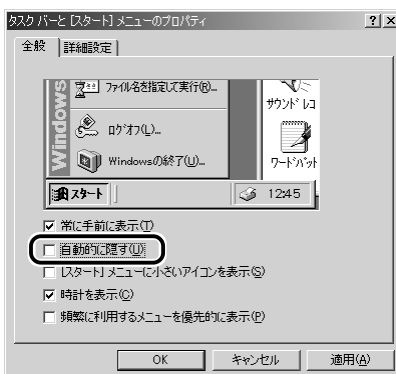 タスク バーと [スタート] メニューのプロパティ
全般 詳細設定
Windows
ファイル名を指定して実行(R)...
サウンド レコ
ログオフ(L)...
Windowsの終了(U)...
ワードパット
スタート 12:45
常に手前に表示(T)
自動的に隠す(U)
[スタート] メニューに小さいアイコンを表示(S)
時計を表示(C)
頻繁に利用するメニューを優先的に表示(P)
OK キャンセル 適用(A)